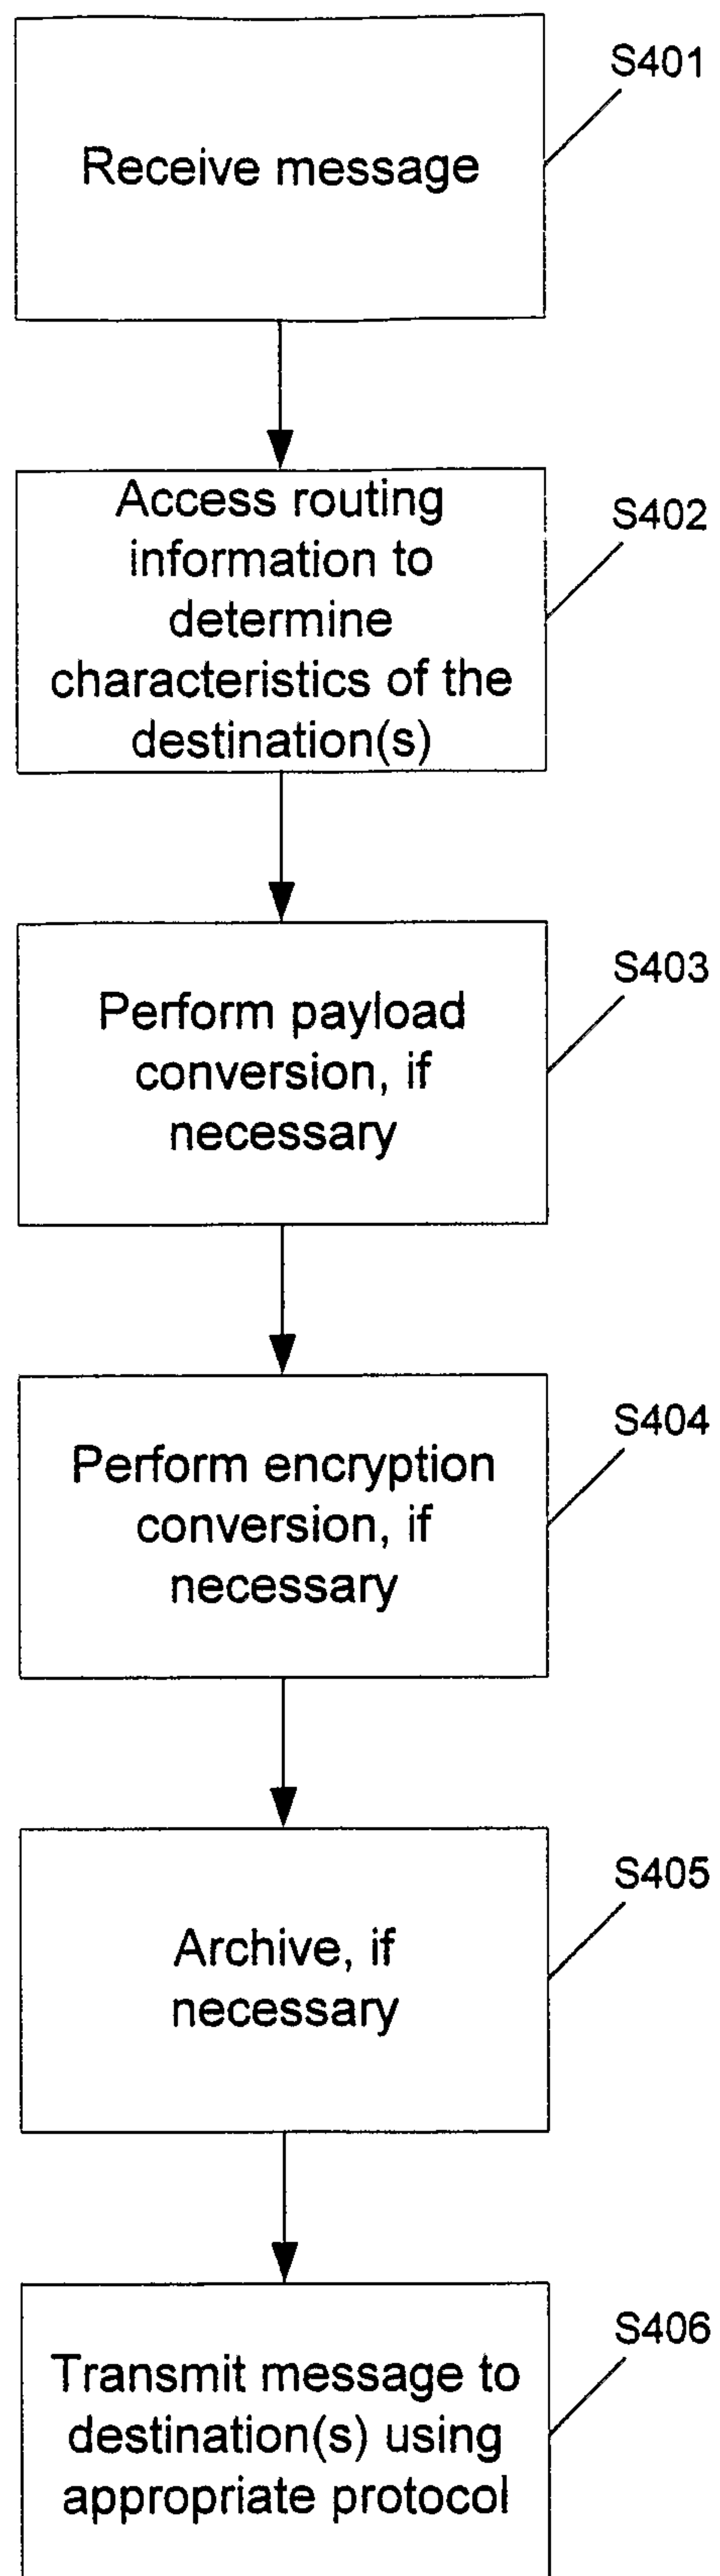 S401
Receive message
S402
Access routing
information to
determine
characteristics of the
destination(s)
S403
Perform payload
conversion, if
necessary
S404
Perform encryption
conversion, if
necessary
S405
Archive, if
necessary
S406
Transmit message to
destination(s) using
appropriate protocol